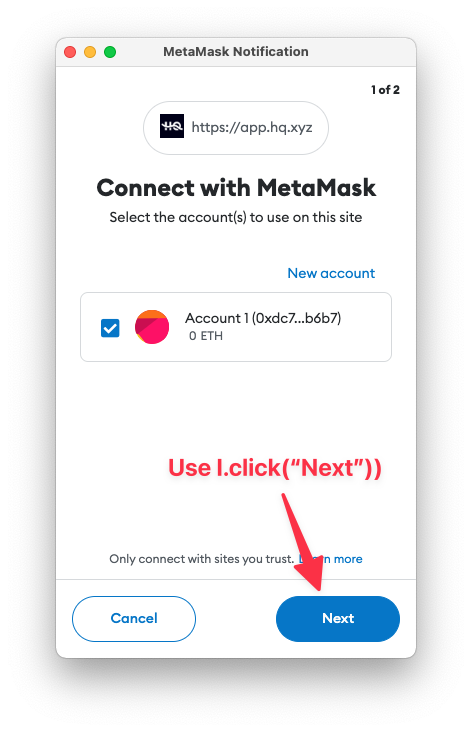 MetaMask Notification
1 of 2
HQ https://app.hq.xyz
Connect with MetaMask
Select the account(s) to use on this site
New account
Account 1 (0xdc7...b6b7)
0 ETH
Use I.click(“Next”))
Only connect with sites you trust. Learn more
Cancel
Next